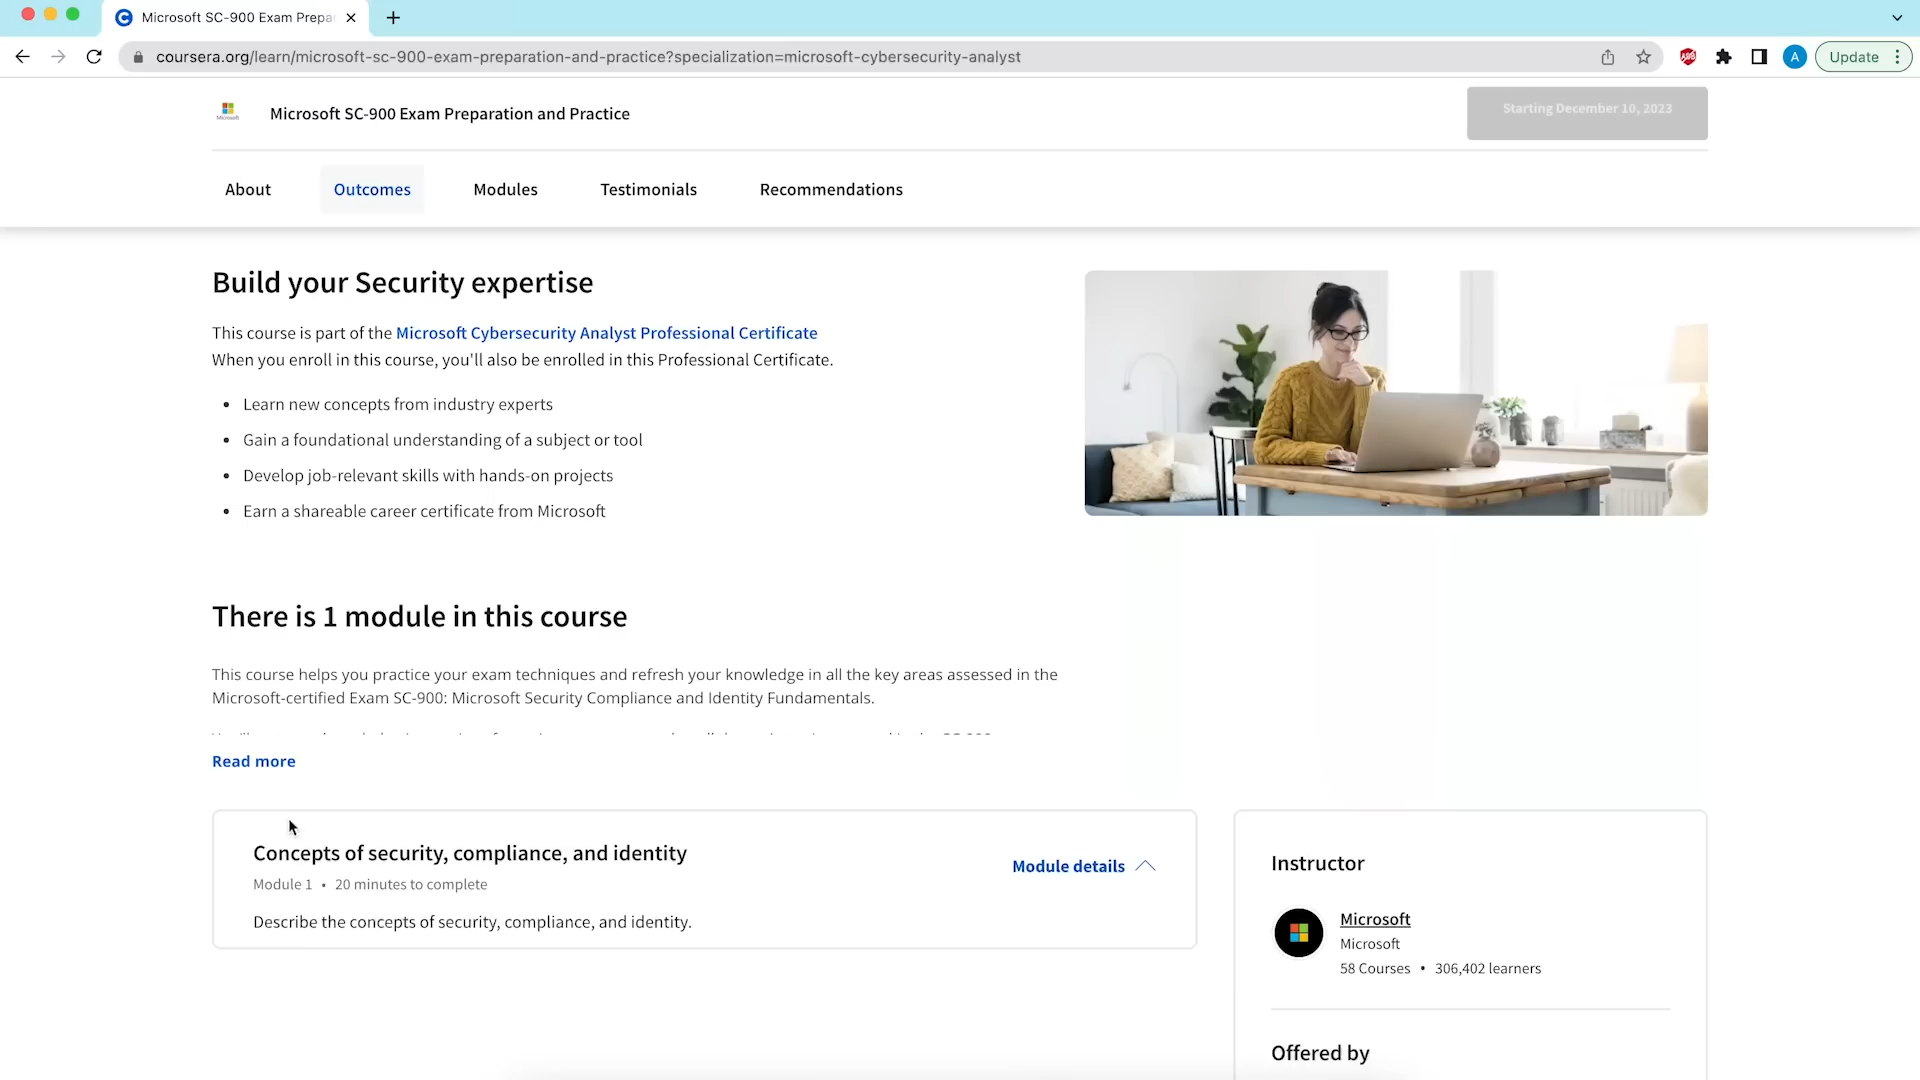 Microsoft SC-900 Exam Prepa
coursera.org/learn/microsoft-sc-900-exam-preparation-and-practice?specialization=microsoft-cybersecurity-analyst
A
Update
Microsoft
Microsoft SC-900 Exam Preparation and Practice
Starting December 10, 2023
About
Outcomes
Modules
Testimonials
Recommendations
Build your Security expertise
This course is part of the Microsoft Cybersecurity Analyst Professional Certificate
When you enroll in this course, you'll also be enrolled in this Professional Certificate.
• Learn new concepts from industry experts
• Gain a foundational understanding of a subject or tool
• Develop job-relevant skills with hands-on projects
• Earn a shareable career certificate from Microsoft
There is 1 module in this course
This course helps you practice your exam techniques and refresh your knowledge in all the key areas assessed in the
Microsoft-certified Exam SC-900: Microsoft Security Compliance and Identity Fundamentals.
Read more
Concepts of security, compliance, and identity
Module 1 • 20 minutes to complete
Module details
Describe the concepts of security, compliance, and identity.
Instructor
Microsoft
Microsoft
58 Courses • 306,402 learners
Offered by